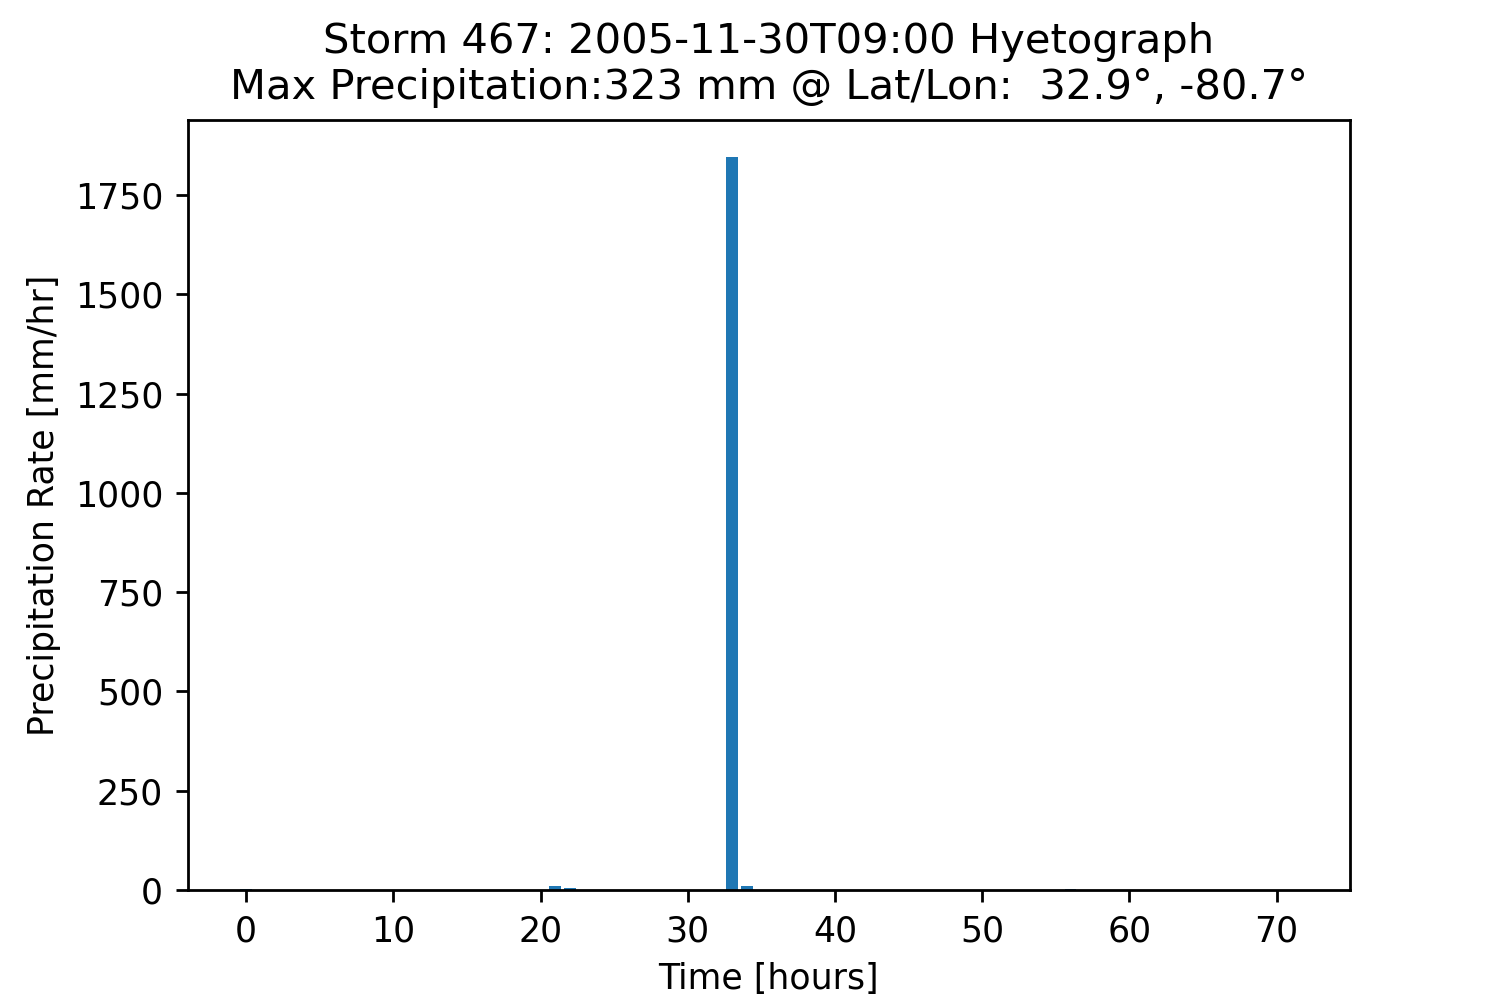 Storm 467: 2005-11-30T09:00 Hyetograph
Max Precipitation:323 mm @ Lat/Lon:  32.9°, -80.7°
Precipitation Rate [mm/hr]
1750
1500
1250
1000
750
500
250
0
0 10 20 30 40 50 60 70
Time [hours]